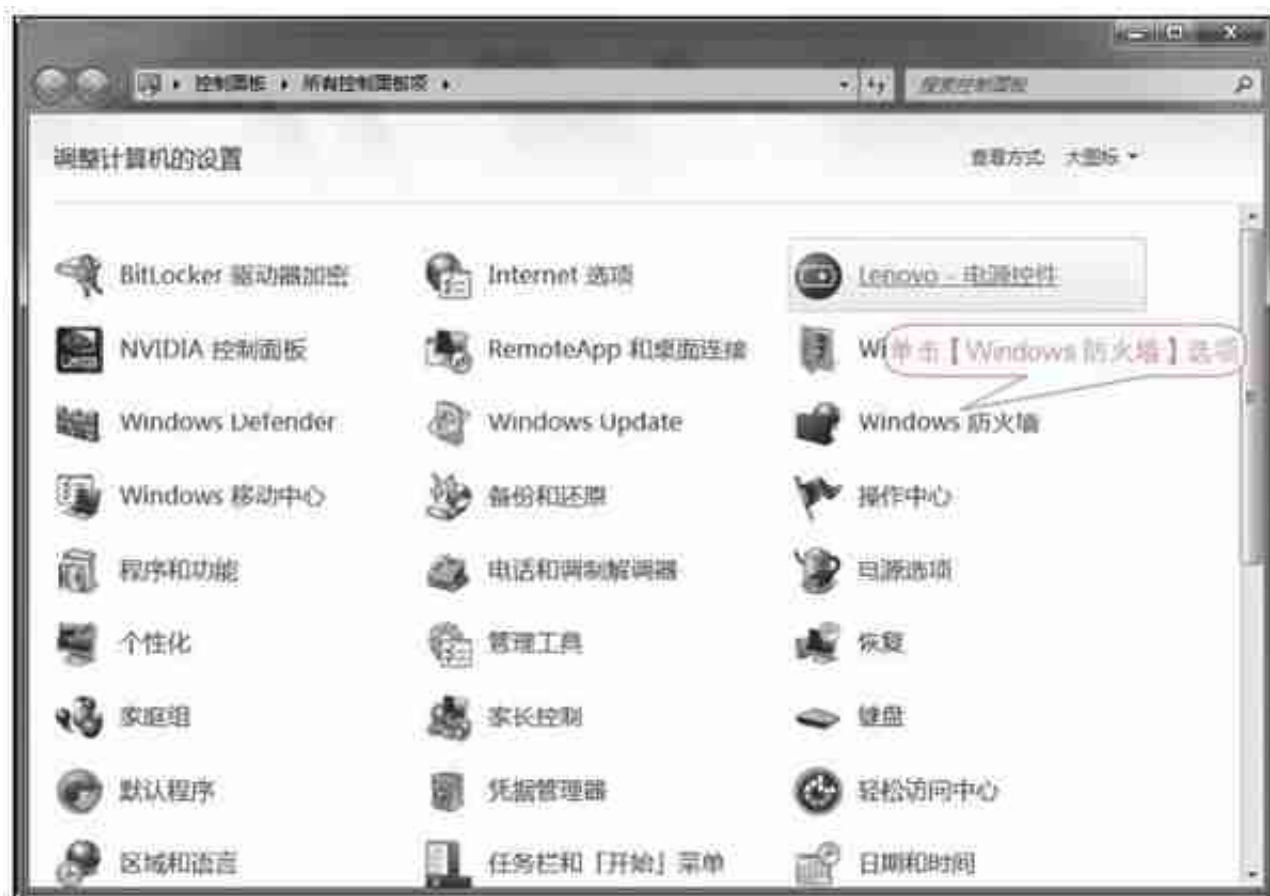 控制面板 ▸ 所有控制面板项 ▸ 搜索控制面板
调整计算机的设置 查看方式 大图标
BitLocker 驱动器加密 Internet 选项 Lenovo - 电源控件
NVIDIA 控制面板 RemoteApp 和桌面连接 Wi
单击【Windows 防火墙】选项
Windows Defender Windows Update Windows 防火墙
Windows 移动中心 备份和还原 操作中心
程序和功能 电话和调制解调器 电源选项
个性化 管理工具 恢复
家庭组 家长控制 键盘
默认程序 凭据管理器 轻松访问中心
区域和语言 任务栏和「开始」菜单 日期和时间